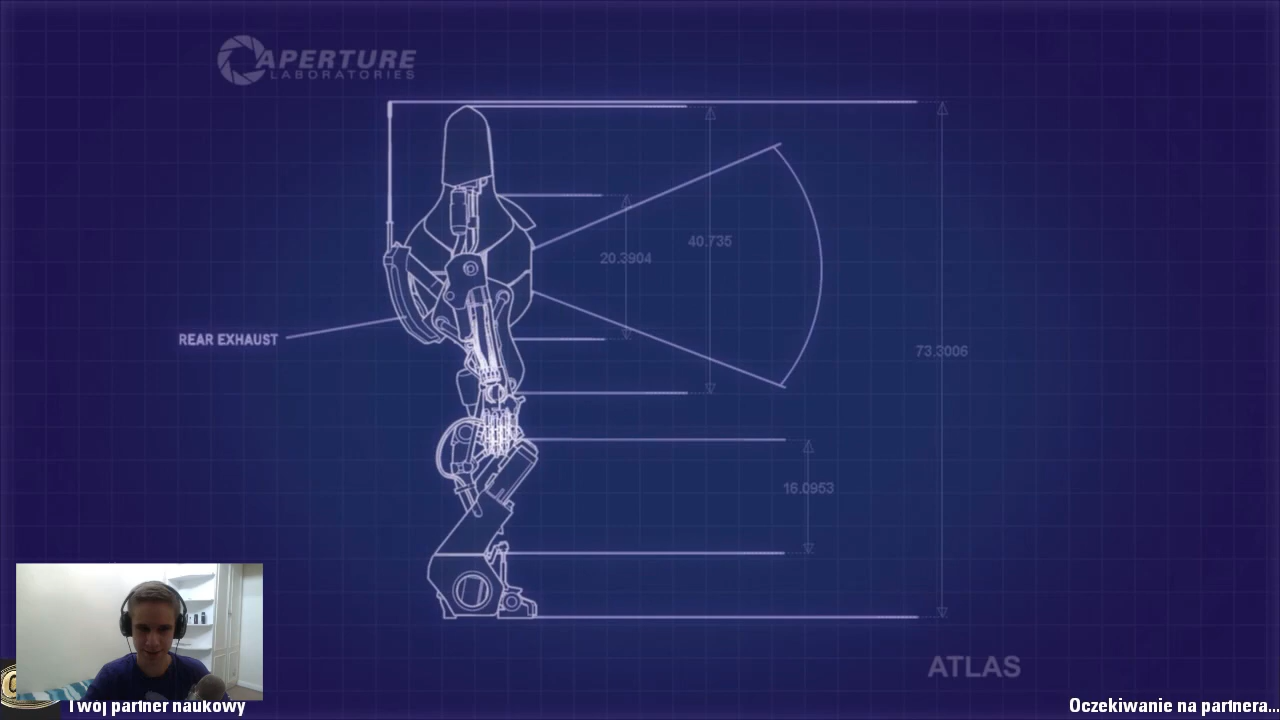 APERTURE
LABORATORIES
40.735
20.3904
REAR EXHAUST
73.3006
16.0953
ATLAS
Twój partner naukowy
Oczekiwanie na partnera...